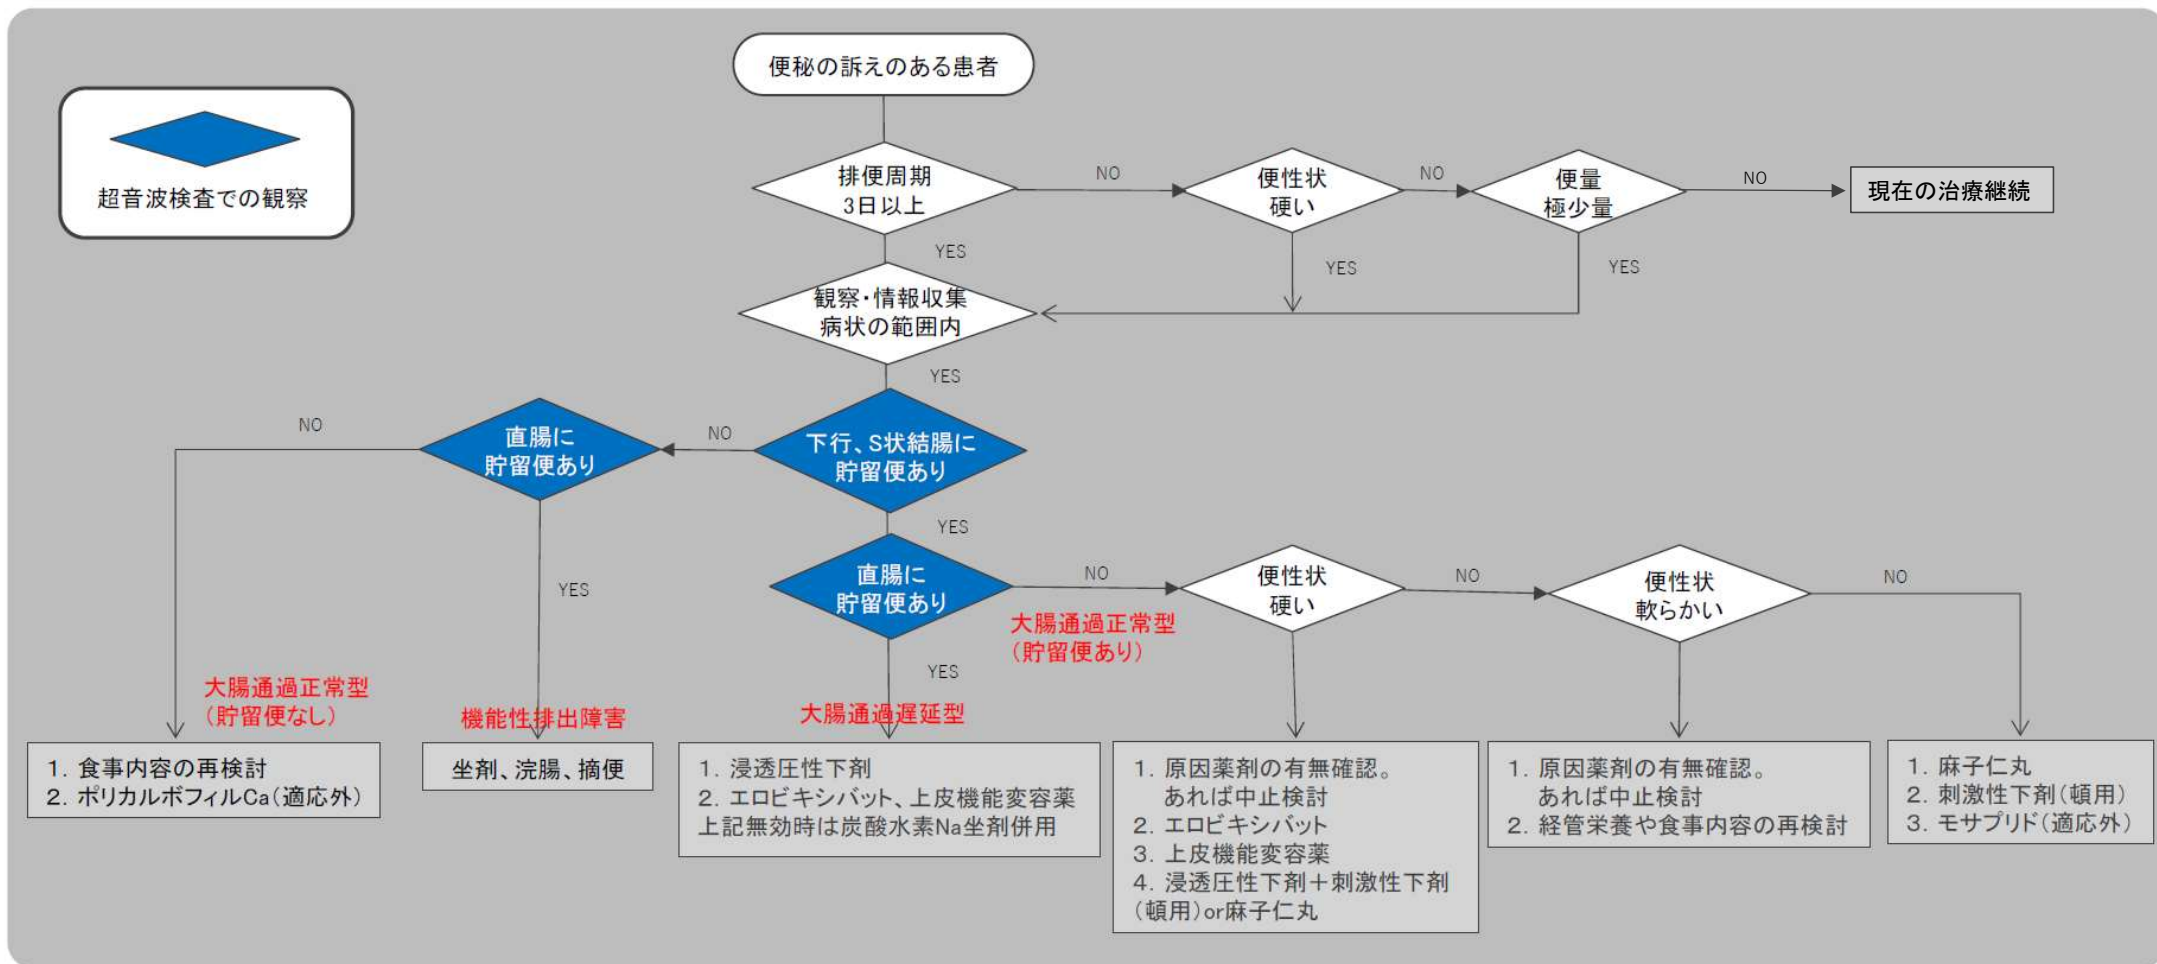 便秘の訴えのある患者
超音波検査での観察
排便周期
3日以上
NO
便性状
硬い
NO
便量
極少量
NO
現在の治療継続
YES
YES
YES
観察・情報収集
病状の範囲内
YES
下行、S状結腸に
貯留便あり
NO
直腸に
貯留便あり
NO
YES
YES
直腸に
貯留便あり
NO
便性状
硬い
NO
便性状
軟らかい
NO
YES
大腸通過正常型
（貯留便あり）
大腸通過正常型
（貯留便なし）
機能性排出障害
大腸通過遅延型
1. 食事内容の再検討
2. ポリカルボフィルCa（適応外）
坐剤、浣腸、摘便
1. 浸透圧性下剤
2. エロビキシバット、上皮機能変容薬
上記無効時は炭酸水素Na坐剤併用
1. 原因薬剤の有無確認。
あれば中止検討
2. エロビキシバット
3. 上皮機能変容薬
4. 浸透圧性下剤＋刺激性下剤
（頓用）or麻子仁丸
1. 原因薬剤の有無確認。
あれば中止検討
2. 経管栄養や食事内容の再検討
1. 麻子仁丸
2. 刺激性下剤（頓用）
3. モサプリド（適応外）